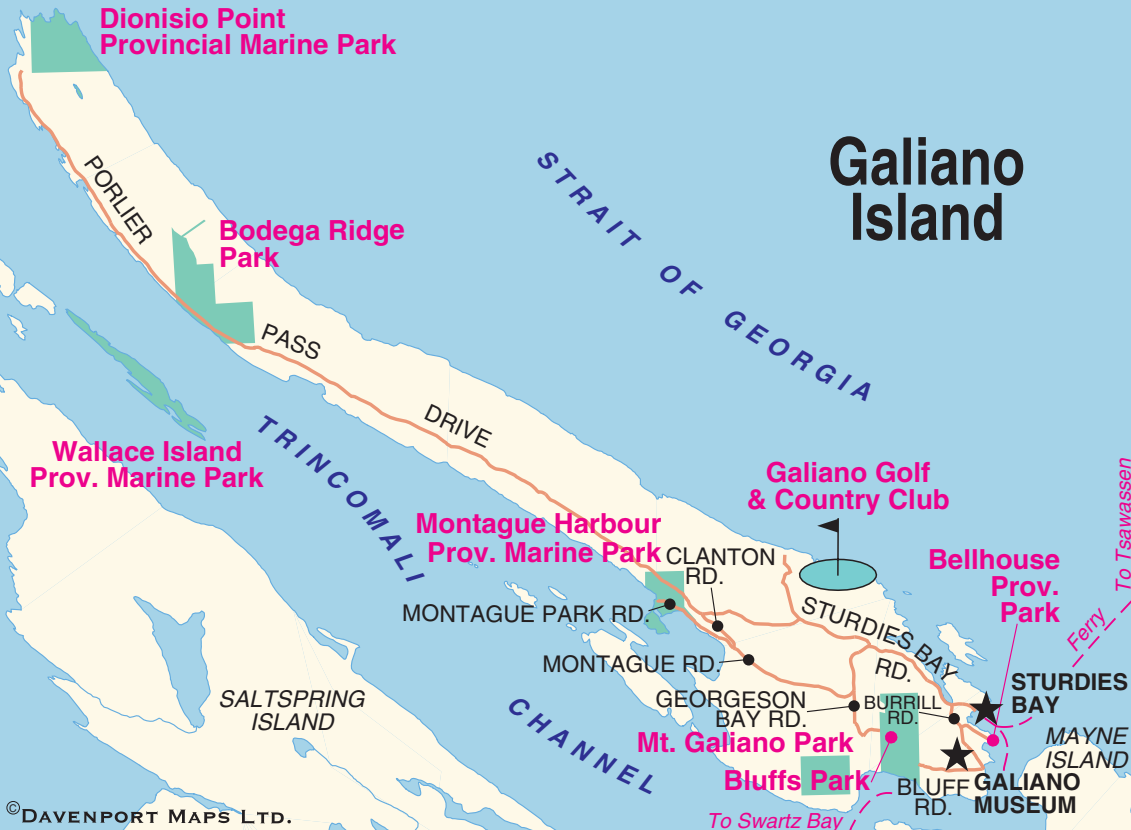 Dionisio Point
Provincial Marine Park
Galiano
Island
STRAIT OF GEORGIA
PORLIER
PASS
DRIVE
Bodega Ridge
Park
Wallace Island
Prov. Marine Park
TRINCOMALI
CHANNEL
Galiano Golf
& Country Club
Montague Harbour
Prov. Marine Park
CLANTON
RD.
Bellhouse
Prov.
Park
To Tsawassen
Ferry
MONTAGUE PARK RD.
STURDIES BAY
RD.
MONTAGUE RD.
SALTSPRING
ISLAND
GEORGESON
BAY RD.
BURRILL
RD.
STURDIES
BAY
Mt. Galiano Park
MAYNE
ISLAND
Bluffs Park
BLUFF
RD.
GALIANO
MUSEUM
To Swartz Bay
©DAVENPORT MAPS LTD.